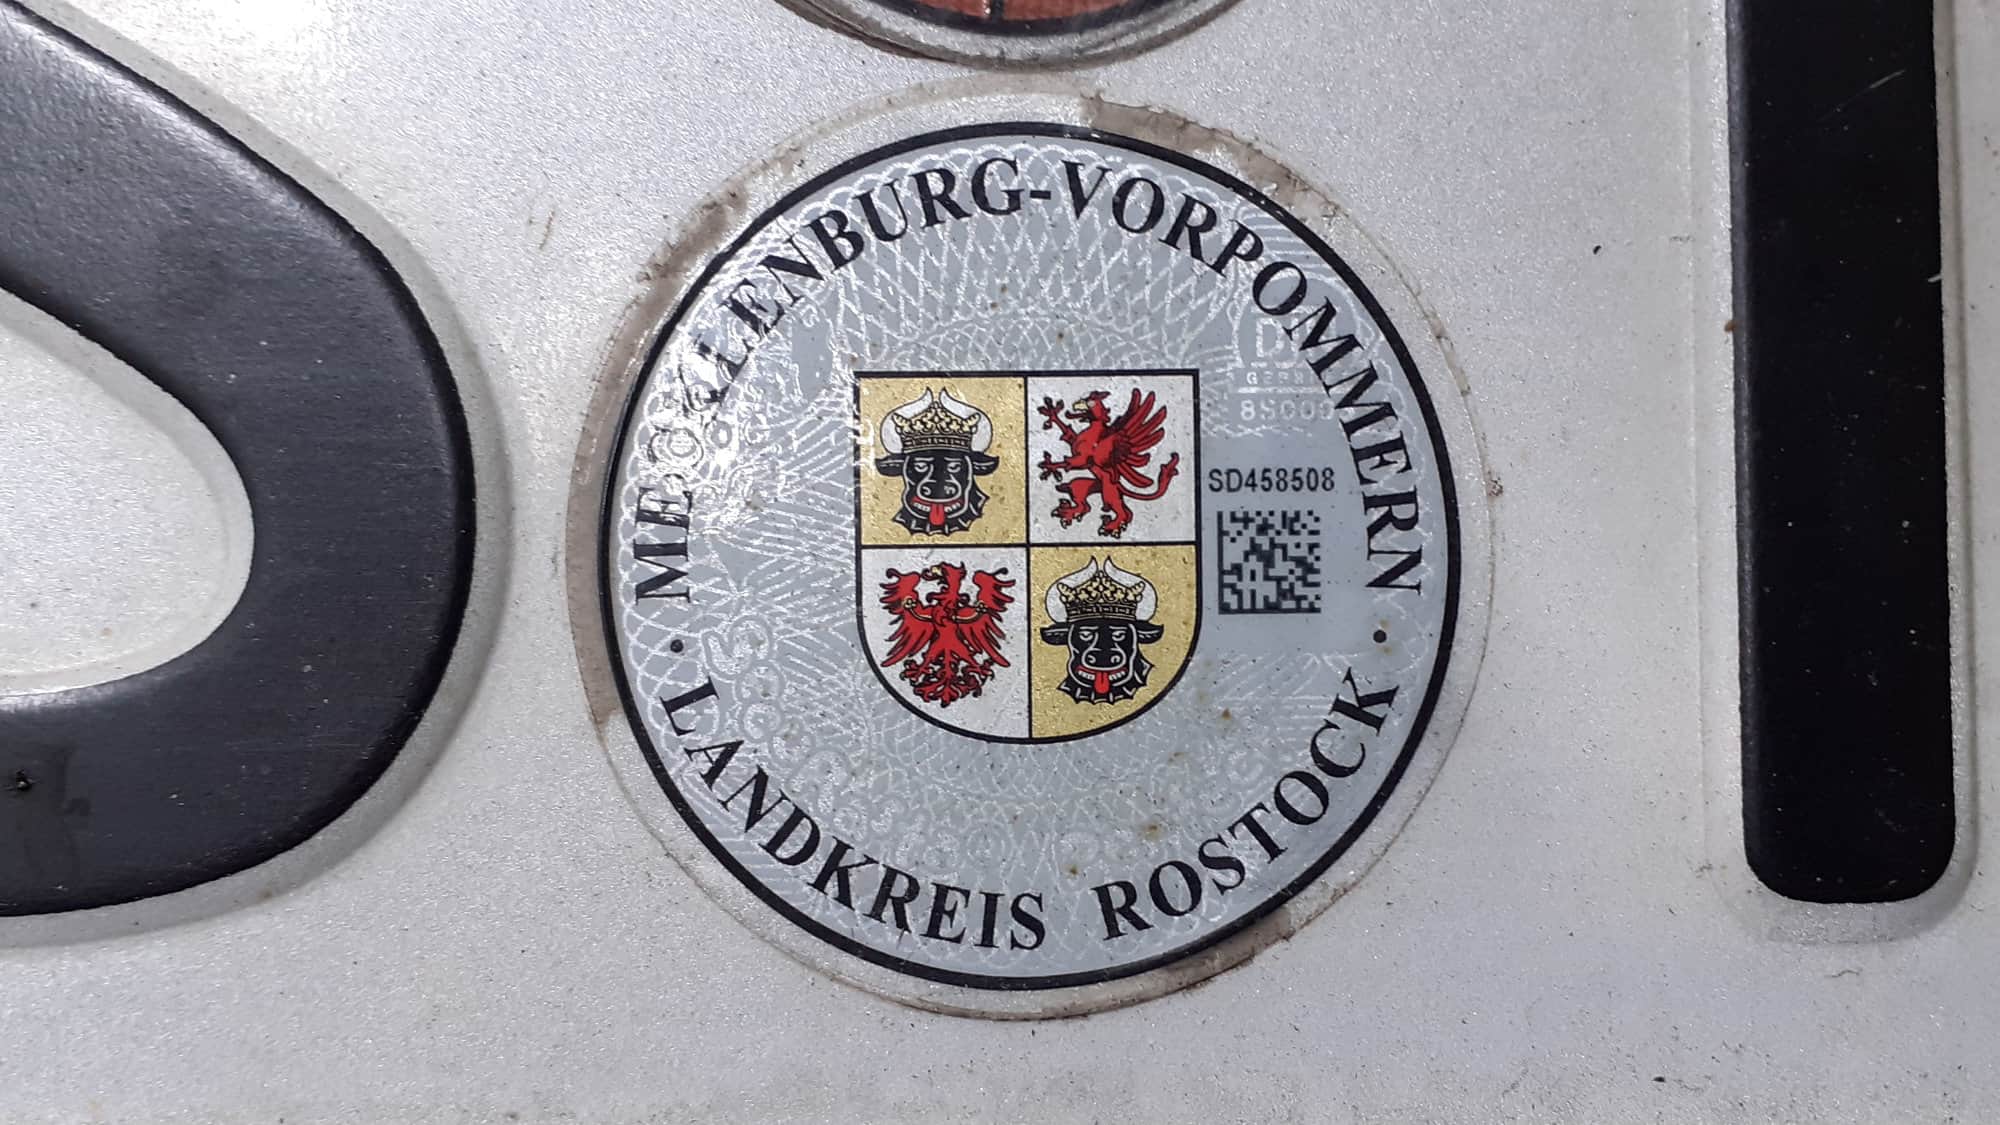 MECKLENBURG-VORPOMMERN
SD458508
· LANDKREIS ROSTOCK ·